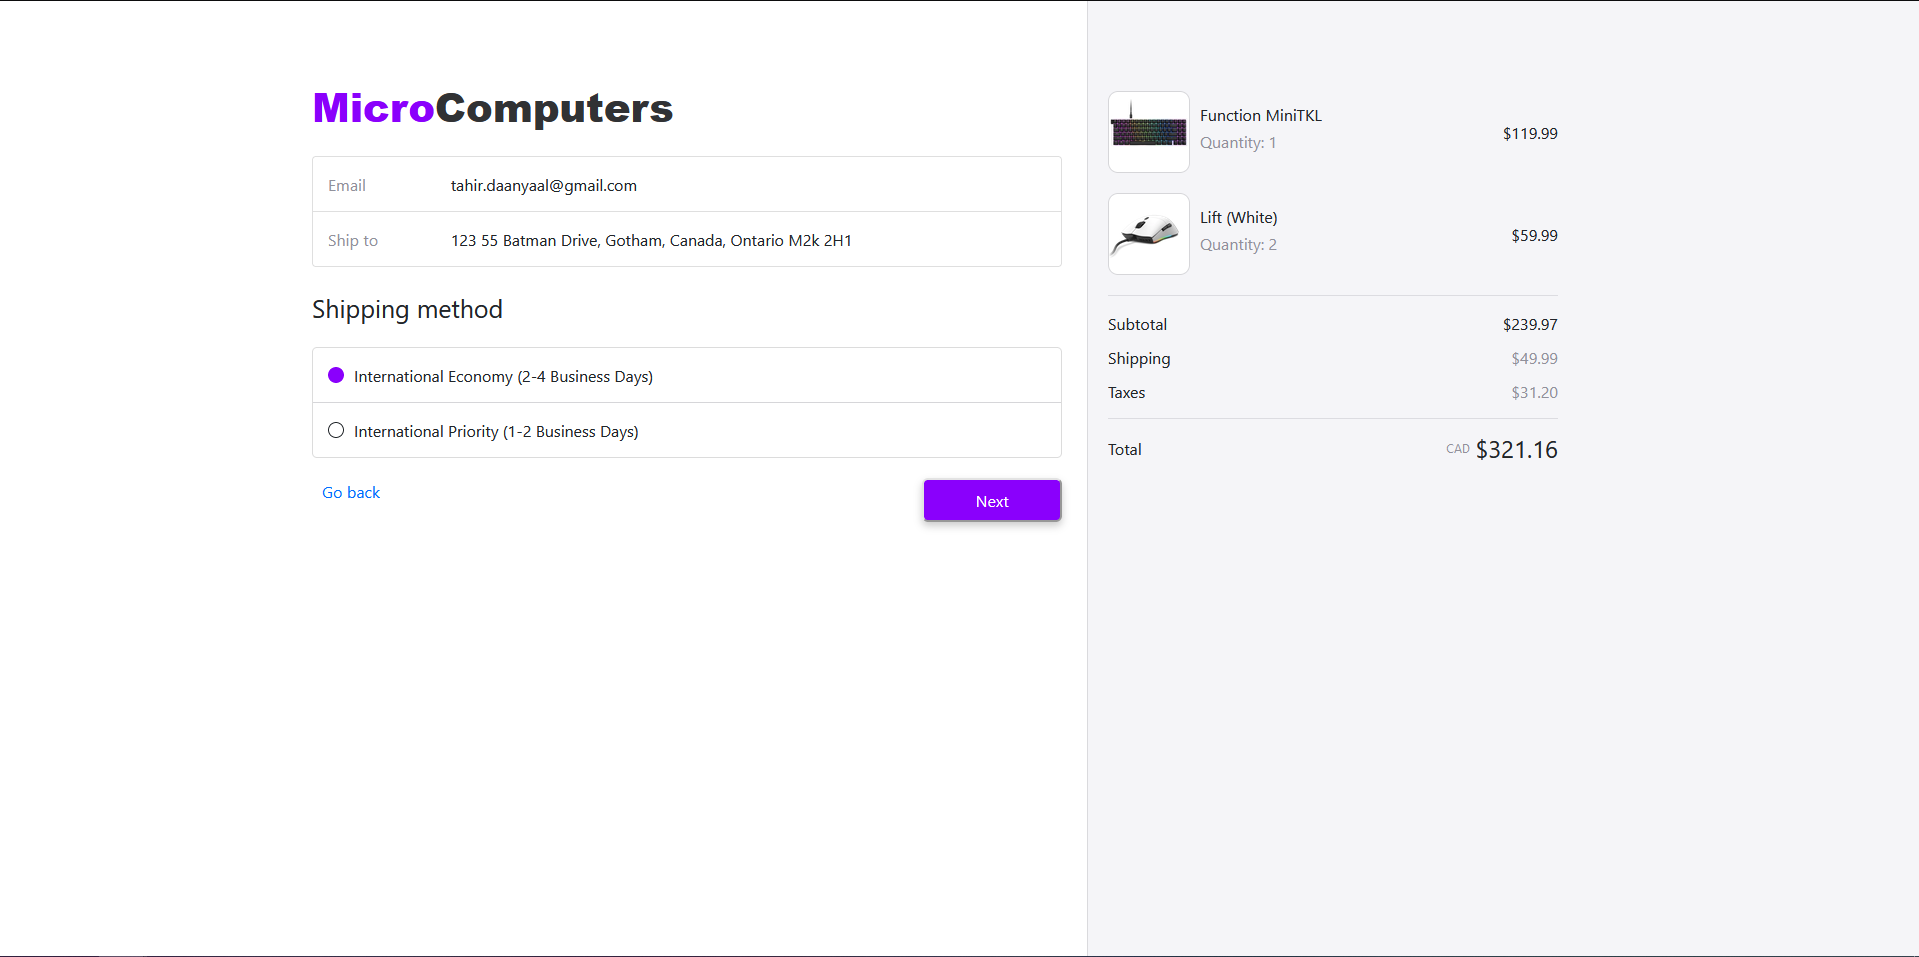 MicroComputers
Email tahir.daanyaal@gmail.com
Ship to 123 55 Batman Drive, Gotham, Canada, Ontario M2k 2H1
Shipping method
International Economy (2-4 Business Days)
International Priority (1-2 Business Days)
Go back
Next
Function MiniTKL
Quantity: 1
$119.99
Lift (White)
Quantity: 2
$59.99
Subtotal $239.97
Shipping $49.99
Taxes $31.20
Total CAD $321.16